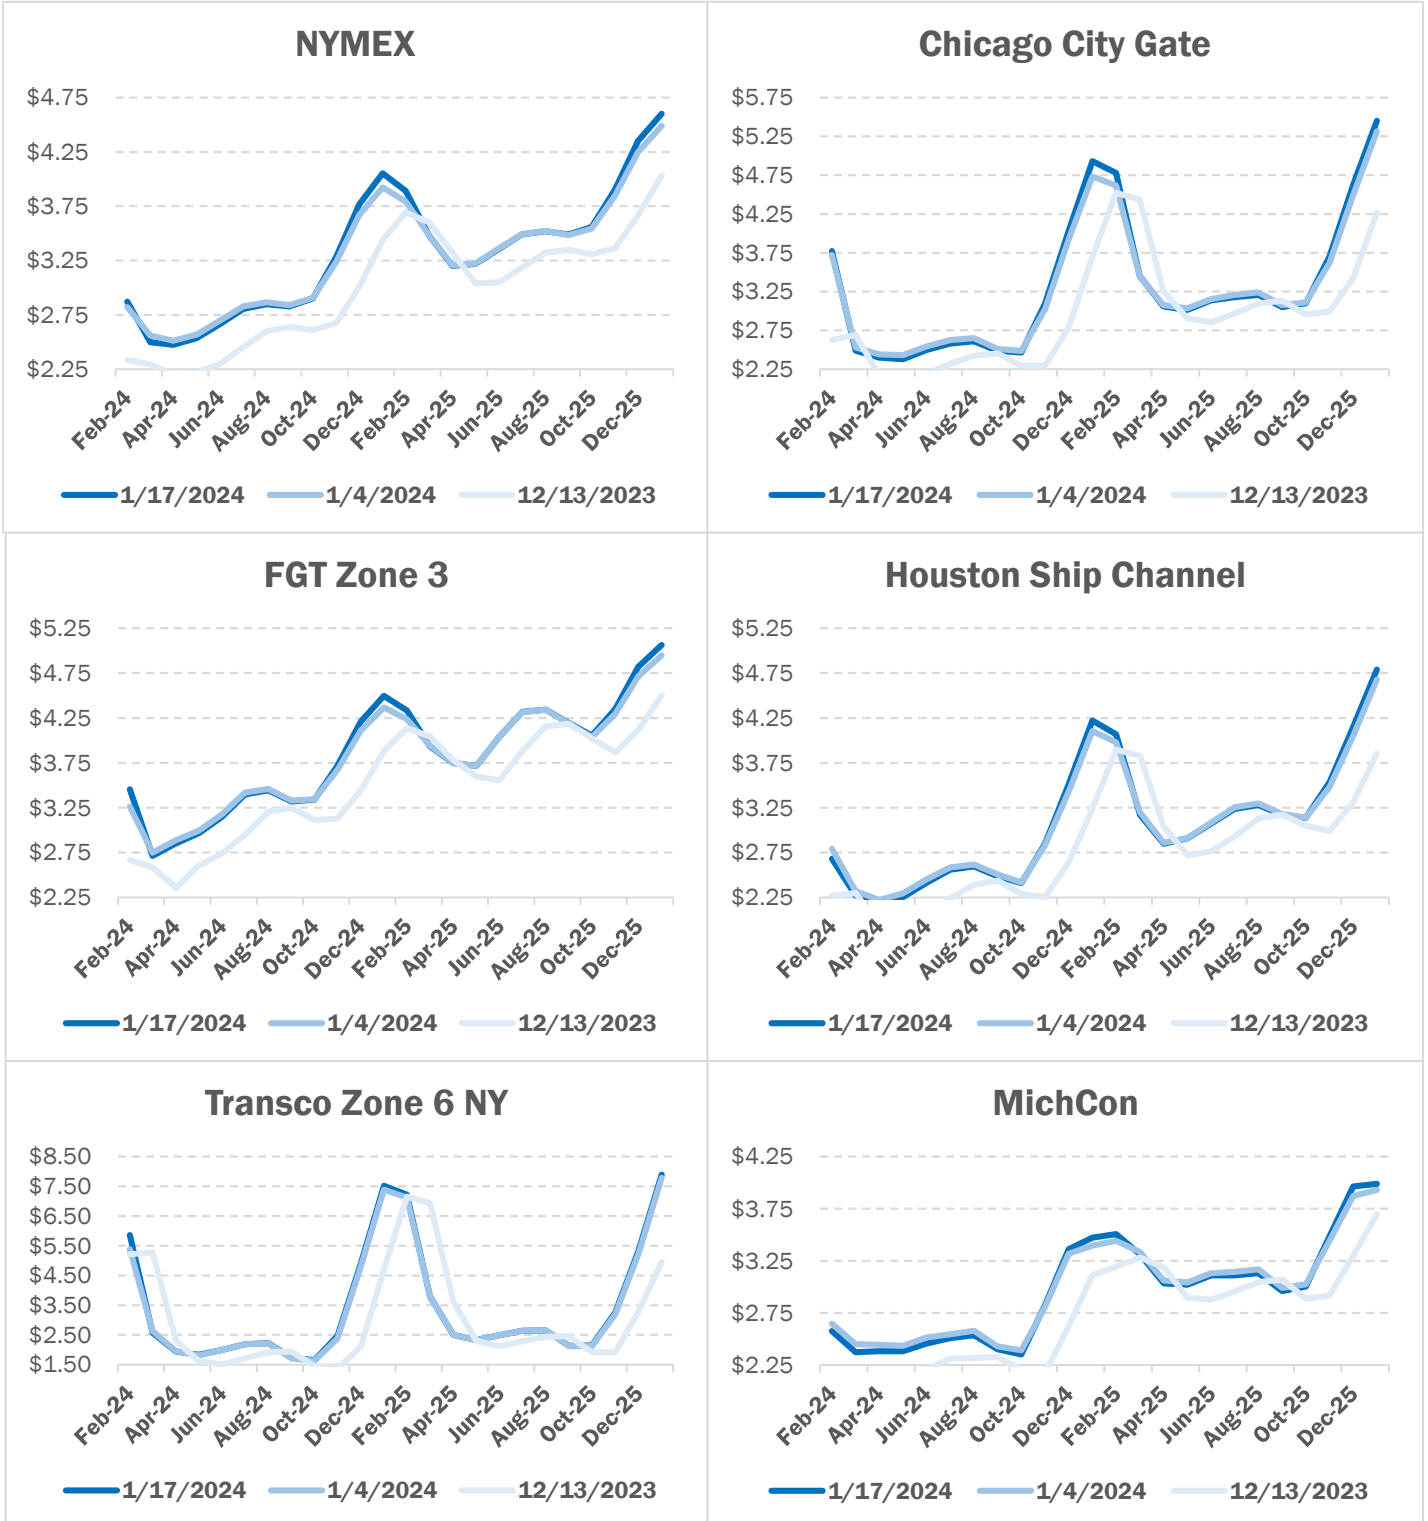 NYMEX
$4.75
$4.25
$3.75
$3.25
$2.75
$2.25
Feb-24 Apr-24 Jun-24 Aug-24 Oct-24 Dec-24 Feb-25 Apr-25 Jun-25 Aug-25 Oct-25 Dec-25
1/17/2024 1/4/2024 12/13/2023
Chicago City Gate
$5.75
$5.25
$4.75
$4.25
$3.75
$3.25
$2.75
$2.25
Feb-24 Apr-24 Jun-24 Aug-24 Oct-24 Dec-24 Feb-25 Apr-25 Jun-25 Aug-25 Oct-25 Dec-25
1/17/2024 1/4/2024 12/13/2023
FGT Zone 3
$5.25
$4.75
$4.25
$3.75
$3.25
$2.75
$2.25
Feb-24 Apr-24 Jun-24 Aug-24 Oct-24 Dec-24 Feb-25 Apr-25 Jun-25 Aug-25 Oct-25 Dec-25
1/17/2024 1/4/2024 12/13/2023
Houston Ship Channel
$5.25
$4.75
$4.25
$3.75
$3.25
$2.75
$2.25
Feb-24 Apr-24 Jun-24 Aug-24 Oct-24 Dec-24 Feb-25 Apr-25 Jun-25 Aug-25 Oct-25 Dec-25
1/17/2024 1/4/2024 12/13/2023
Transco Zone 6 NY
$8.50
$7.50
$6.50
$5.50
$4.50
$3.50
$2.50
$1.50
Feb-24 Apr-24 Jun-24 Aug-24 Oct-24 Dec-24 Feb-25 Apr-25 Jun-25 Aug-25 Oct-25 Dec-25
1/17/2024 1/4/2024 12/13/2023
MichCon
$4.25
$3.75
$3.25
$2.75
$2.25
Feb-24 Apr-24 Jun-24 Aug-24 Oct-24 Dec-24 Feb-25 Apr-25 Jun-25 Aug-25 Oct-25 Dec-25
1/17/2024 1/4/2024 12/13/2023